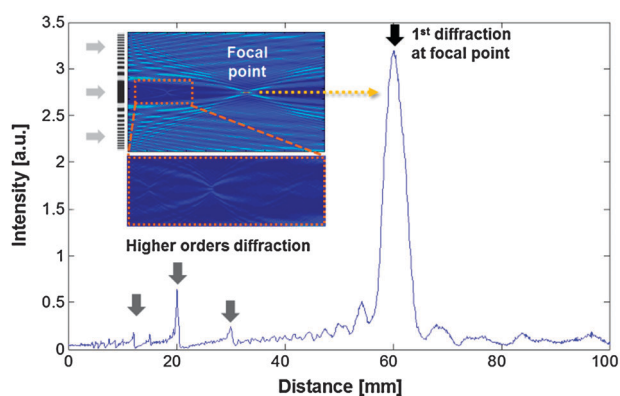 3.5
3
2.5
2
1.5
1
0.5
0
Intensity [a.u.]
Focal
point
1st diffraction
at focal point
Higher orders diffraction
0
20
40
60
80
100
Distance [mm]